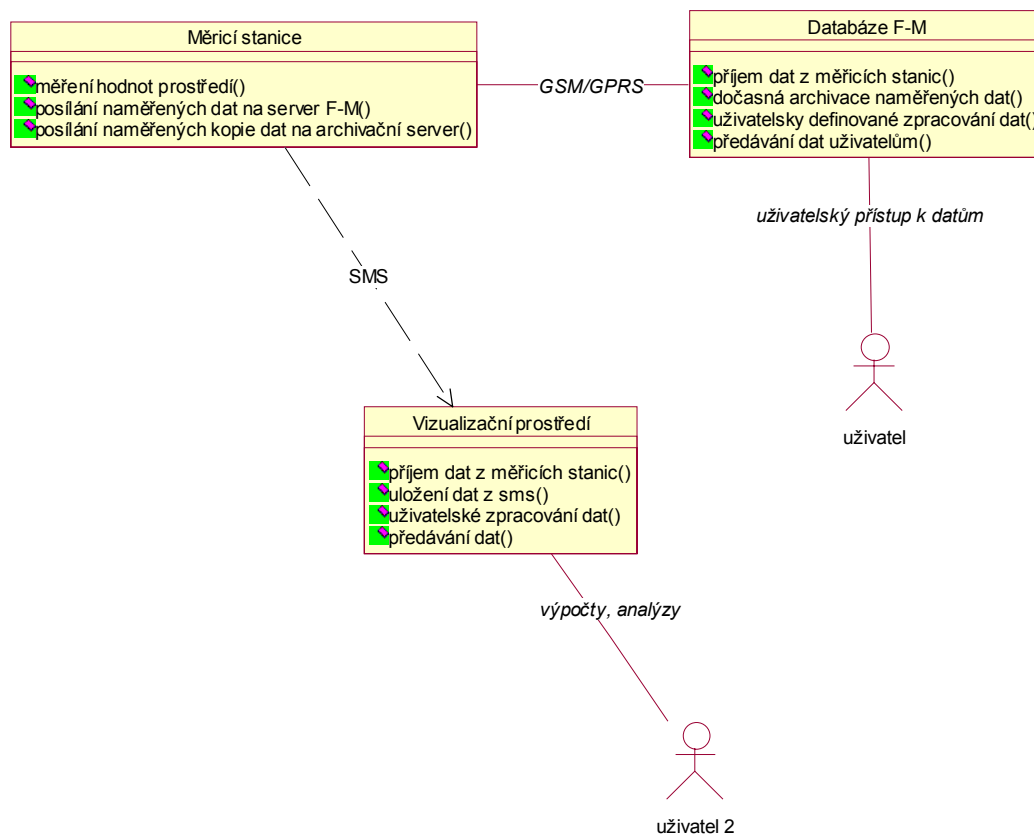 Měricí stanice
měření hodnot prostředí()
posílání naměřených dat na server F-M()
posílání naměřených kopie dat na archivační server()
GSM/GPRS
Databáze F-M
příjem dat z měřicích stanic()
dočasná archivace naměřených dat()
uživatelsky definované zpracování dat()
předávání dat uživatelům()
uživatelský přístup k datům
uživatel
SMS
Vizualizační prostředí
příjem dat z měřicích stanic()
uložení dat z sms()
uživatelské zpracování dat()
předávání dat()
výpočty, analýzy
uživatel 2